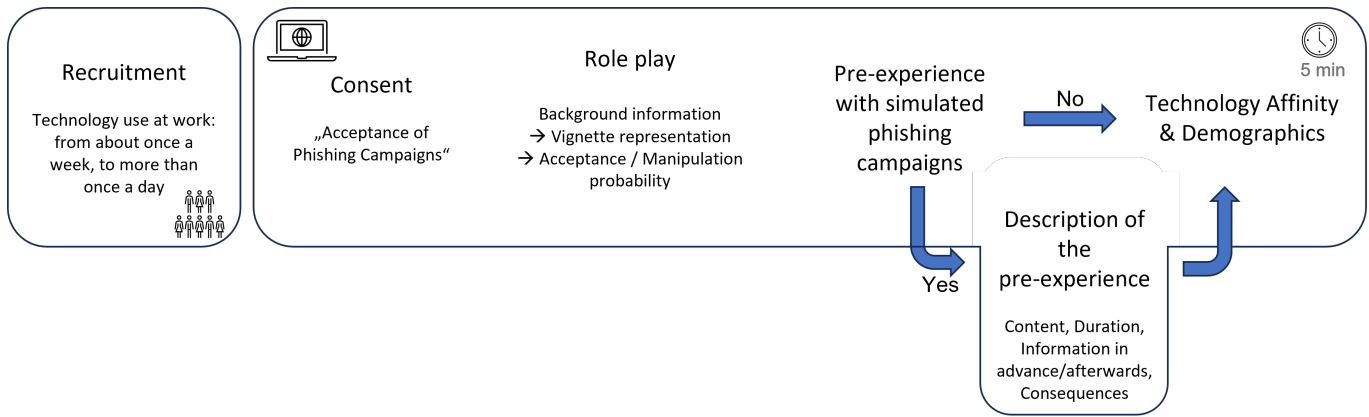 Recruitment
Technology use at work:
from about once a
week, to more than
once a day
Consent
„Acceptance of
Phishing Campaigns“
Role play
Background information
→ Vignette representation
→ Acceptance / Manipulation
probability
Pre-experience
with simulated
phishing
campaigns
No
Yes
Description of
the
pre-experience
Content, Duration,
Information in
advance/afterwards,
Consequences
5 min
Technology Affinity
& Demographics